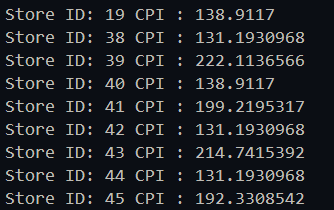 Store ID: 19 CPI : 138.9117
Store ID: 38 CPI : 131.1930968
Store ID: 39 CPI : 222.1136566
Store ID: 40 CPI : 138.9117
Store ID: 41 CPI : 199.2195317
Store ID: 42 CPI : 131.1930968
Store ID: 43 CPI : 214.7415392
Store ID: 44 CPI : 131.1930968
Store ID: 45 CPI : 192.3308542